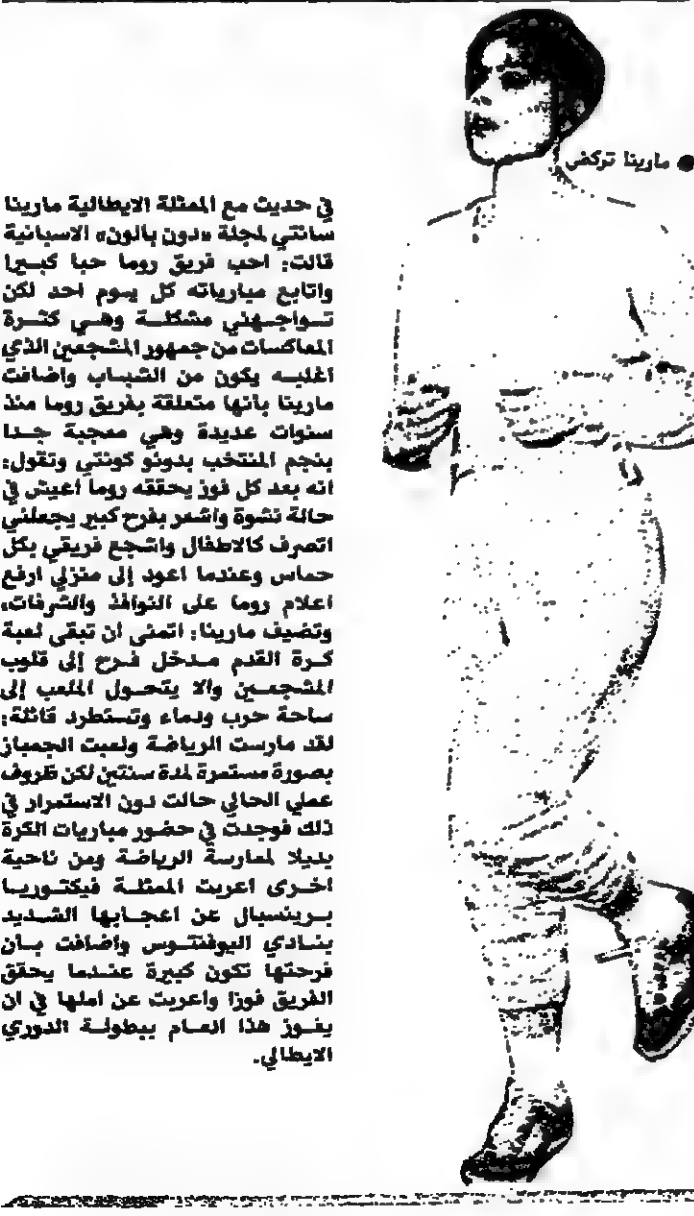 ● مارينا تركض
في حديث مع الممثلة الايطالية مارينا
سانتي لمجلة «دون بالون» الاسبانية
قالت: احب فريق روما حبا كبيرا
واتابع مبارياته كل يوم احد لكن
تواجهني مشكلة وهي كثرة
المعاكسات من جمهور المشجعين الذي
اغلبه يكون من الشباب واضافت
مارينا بأنها متعلقة بفريق روما منذ
سنوات عديدة وهي معجبة جدا
بنجم المنتخب بدونو كونتي وتقول:
انه بعد كل فوز يحققه روما اعيش في
حالة نشوة واشعر بفرح كبير يجعلني
اتصرف كالاطفال واشجع فريقي بكل
حماس وعندما اعود إلى منزلي ارفع
اعلام روما على النوافذ والشرفات،
وتضيف مارينا: اتمنى ان تبقى لعبة
كرة القدم مدخل فرح إلى قلوب
المشجعين والا يتحول الملعب إلى
ساحة حرب ودماء وتستطرد قائلة:
لقد مارست الرياضة ولعبت الجمباز
بصورة مستمرة لمدة سنتين لكن ظروف
عملي الحالي حالت دون الاستمرار في
ذلك فوجدت في حضور مباريات الكرة
بديلا لممارسة الرياضة ومن ناحية
اخرى اعربت الممثلة فيكتوريا
برينسبال عن اعجابها الشديد
بنادي اليوفنتوس واضافت بان
فرحتها تكون كبيرة عندما يحقق
الفريق فوزا واعربت عن املها في ان
يفوز هذا العام ببطولة الدوري
الايطالي.